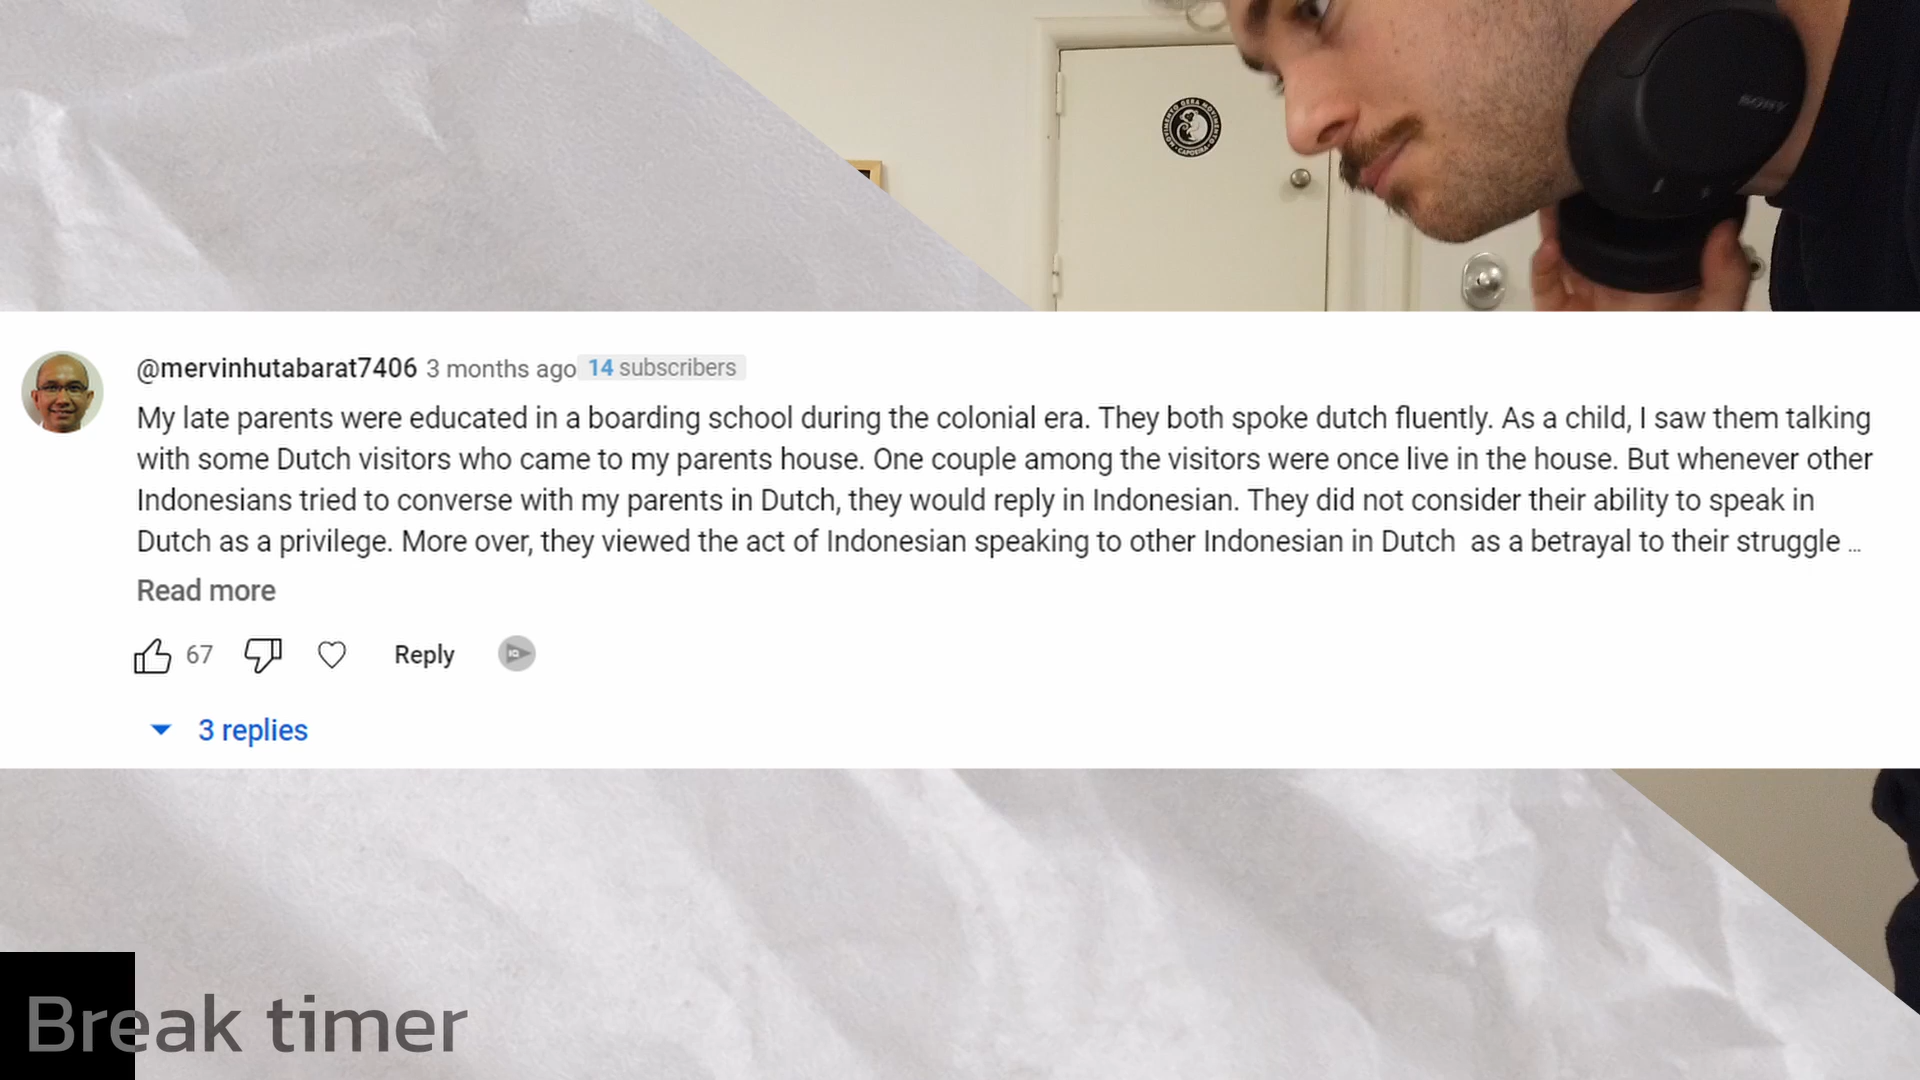 SONY
MOVIMENTO
CAPOEIRA
@mervinhutabarat7406 3 months ago 14 subscribers
My late parents were educated in a boarding school during the colonial era. They both spoke dutch fluently. As a child, I saw them talking
with some Dutch visitors who came to my parents house. One couple among the visitors were once live in the house. But whenever other
Indonesians tried to converse with my parents in Dutch, they would reply in Indonesian. They did not consider their ability to speak in
Dutch as a privilege. More over, they viewed the act of Indonesian speaking to other Indonesian in Dutch as a betrayal to their struggle ...
Read more
67 Reply
3 replies
Break timer